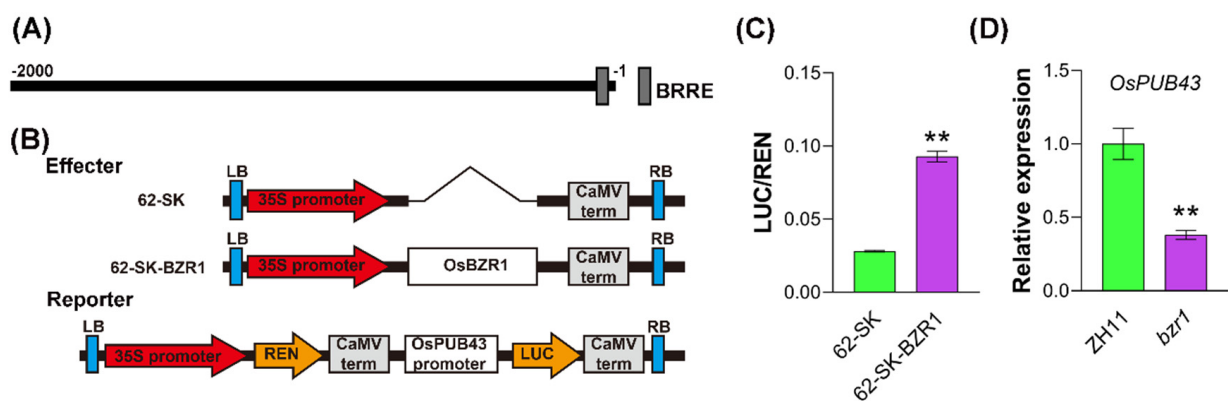 (A)
-2000
-1
BRRE
(B)
Effecter
62-SK
LB
35S promoter
CaMV
term
RB
62-SK-BZR1
LB
35S promoter
OsBZR1
CaMV
term
RB
Reporter
LB
35S promoter
REN
CaMV
term
OsPUB43
promoter
LUC
CaMV
term
RB
(C)
LUC/REN
0.15
0.10
0.05
0.00
**
62-SK
62-SK-BZR1
(D)
Relative expression
1.5
1.0
0.5
0.0
OsPUB43
**
ZH11
bzr1